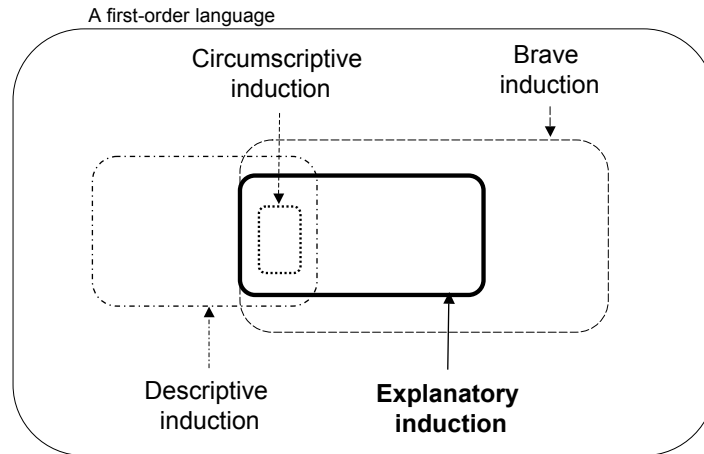 A first-order language
Circumscriptive
induction
Brave
induction
Descriptive
induction
Explanatory
induction